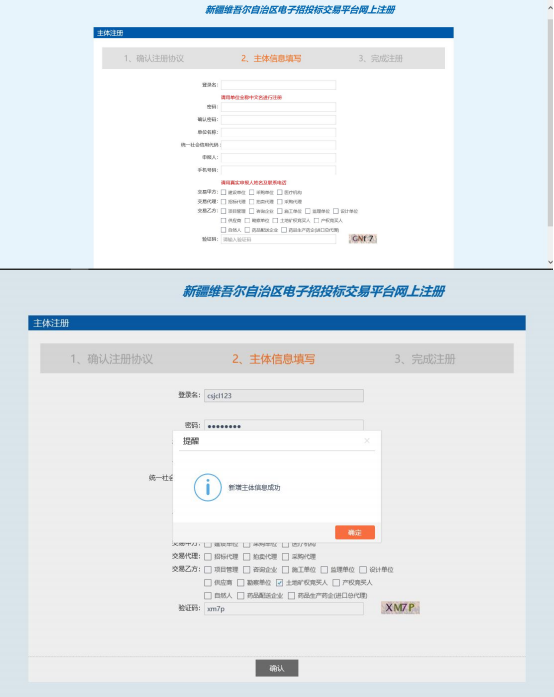 新疆维吾尔自治区电子招投标交易平台网上注册
主体注册
1、确认注册协议 2、主体信息填写 3、完成注册
登录名:
请用单位全称中文名进行注册
密码:
确认密码:
单位名称:
统一社会信用代码:
申报人:
手机号码:
请填真实申报人姓名及联系电话
交易甲方: 建设单位 采购单位 医疗机构
交易代理: 招标代理 拍卖代理 采购代理
交易乙方: 项目管理 咨询企业 施工单位 监理单位 设计单位
供应商 勘察单位 土地矿权竞买人 产权竞买人
自然人 药品配送企业 药品生产药企(进口总代理)
验证码: 请输入验证码 GNf 7
新疆维吾尔自治区电子招投标交易平台网上注册
主体注册
1、确认注册协议 2、主体信息填写 3、完成注册
登录名: csjcl123
密码: ●●●●●●●●
提醒 ×
统一社会
新增主体信息成功
确定
交易甲方: 建设单位 采购单位 医疗机构
交易代理: 招标代理 拍卖代理 采购代理
交易乙方: 项目管理 咨询企业 施工单位 监理单位 设计单位
供应商 勘察单位 土地矿权竞买人 产权竞买人
自然人 药品配送企业 药品生产药企(进口总代理)
验证码: xm7p XM7P
确认